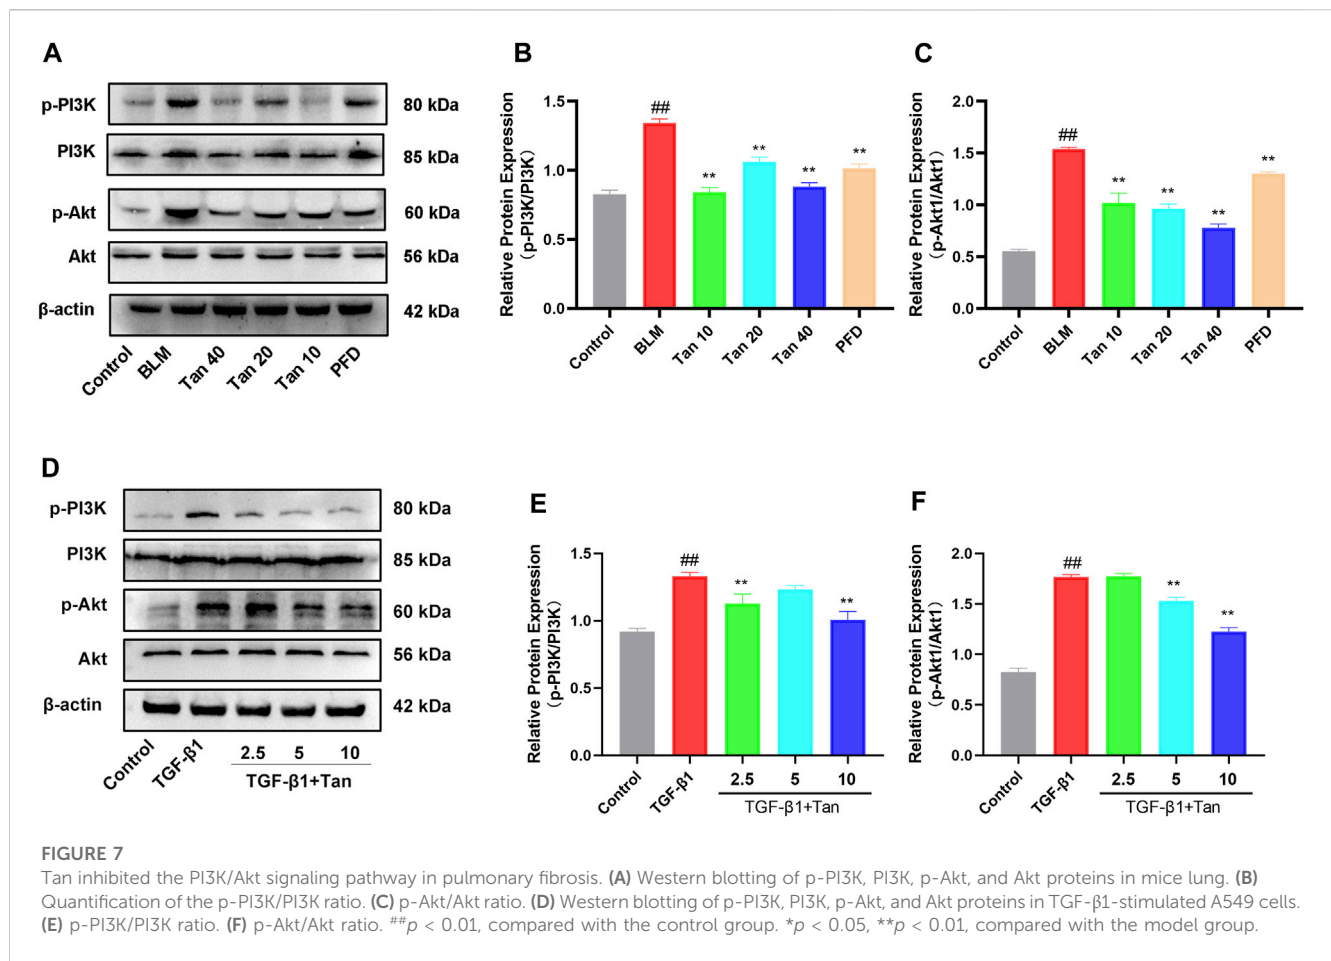 A
p-PI3K
80 kDa
PI3K
85 kDa
p-Akt
60 kDa
Akt
56 kDa
β-actin
42 kDa
Control
BLM
Tan 40
Tan 20
Tan 10
PFD
B
Relative Protein Expression
(p-PI3K/PI3K)
1.5
1.0
0.5
0.0
##
**
**
**
**
Control
BLM
Tan 10
Tan 20
Tan 40
PFD
C
Relative Protein Expression
(p-Akt1/Akt1)
2.0
1.5
1.0
0.5
0.0
##
**
**
**
**
Control
BLM
Tan 10
Tan 20
Tan 40
PFD
D
p-PI3K
80 kDa
PI3K
85 kDa
p-Akt
60 kDa
Akt
56 kDa
β-actin
42 kDa
Control
TGF-β1
2.5 5 10
TGF-β1+Tan
E
Relative Protein Expression
(p-PI3K/PI3K)
1.5
1.0
0.5
0.0
##
**
**
Control
TGF-β1
2.5 5 10
TGF-β1+Tan
F
Relative Protein Expression
(p-Akt1/Akt1)
2.0
1.5
1.0
0.5
0.0
##
**
**
Control
TGF-β1
2.5 5 10
TGF-β1+Tan
FIGURE 7
Tan inhibited the PI3K/Akt signaling pathway in pulmonary fibrosis. (A) Western blotting of p-PI3K, PI3K, p-Akt, and Akt proteins in mice lung. (B)
Quantification of the p-PI3K/PI3K ratio. (C) p-Akt/Akt ratio. (D) Western blotting of p-PI3K, PI3K, p-Akt, and Akt proteins in TGF-β1-stimulated A549 cells.
(E) p-PI3K/PI3K ratio. (F) p-Akt/Akt ratio. ##p < 0.01, compared with the control group. *p < 0.05, **p < 0.01, compared with the model group.